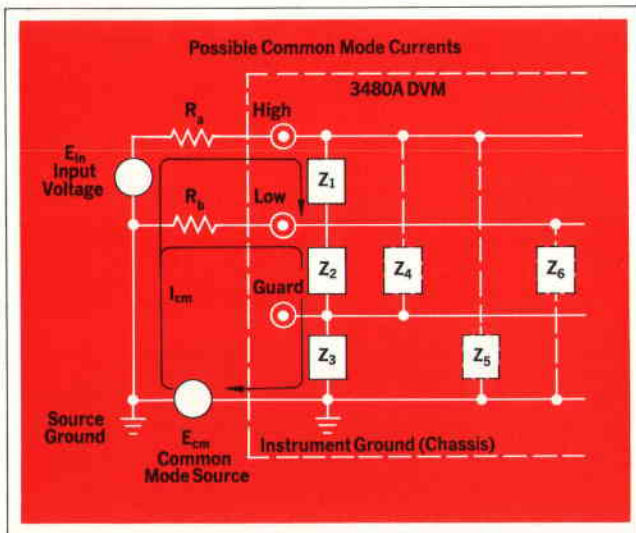 Possible Common Mode Currents
3480A DVM
Ra
High
Ein
Input
Voltage
Z1
Rb
Low
Z2
Z4
Z6
Icm
Guard
Z3
Z5
Source
Ground
Ecm
Common
Mode Source
Instrument Ground (Chassis)